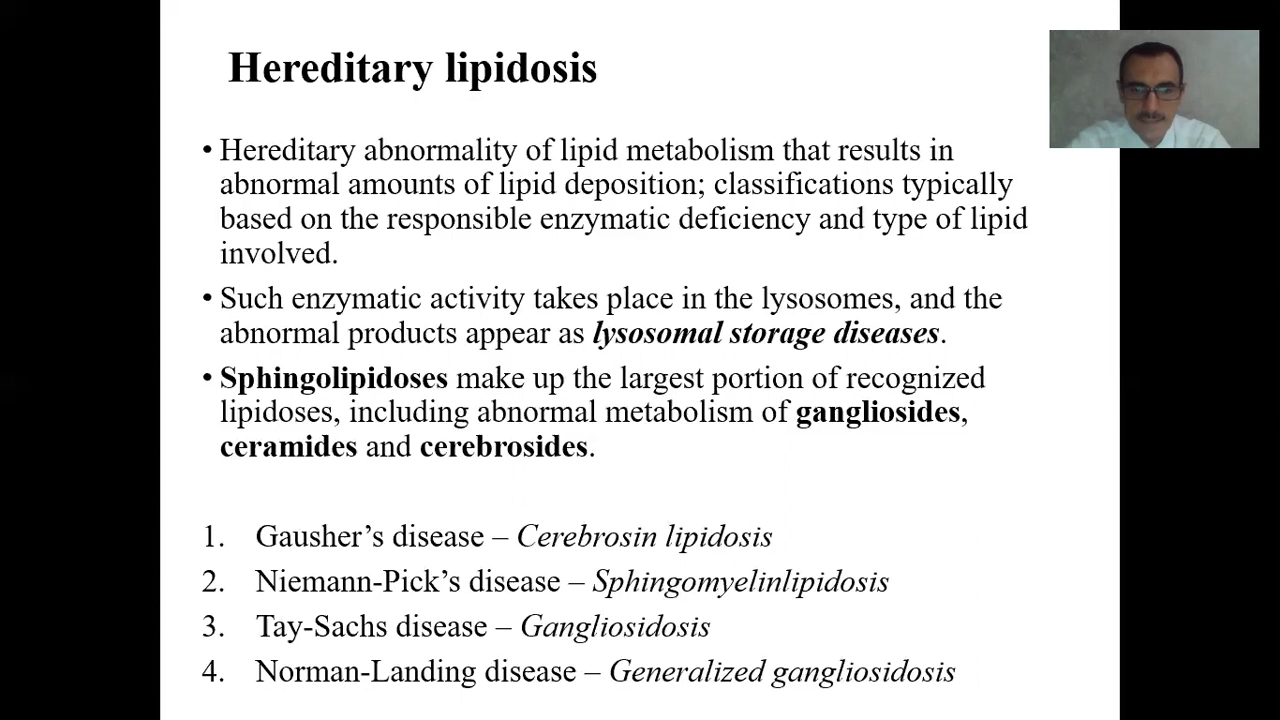 Hereditary lipidosis
• Hereditary abnormality of lipid metabolism that results in
abnormal amounts of lipid deposition; classifications typically
based on the responsible enzymatic deficiency and type of lipid
involved.
• Such enzymatic activity takes place in the lysosomes, and the
abnormal products appear as lysosomal storage diseases.
• Sphingolipidoses make up the largest portion of recognized
lipidoses, including abnormal metabolism of gangliosides,
ceramides and cerebrosides.
1. Gausher’s disease – Cerebrosin lipidosis
2. Niemann-Pick’s disease – Sphingomyelinlipidosis
3. Tay-Sachs disease – Gangliosidosis
4. Norman-Landing disease – Generalized gangliosidosis